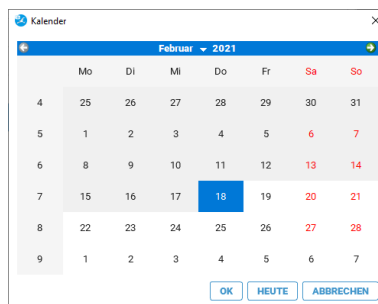 Kalender
Februar 2021
Mo Di Mi Do Fr Sa So
4 25 26 27 28 29 30 31
5 1 2 3 4 5 6 7
6 8 9 10 11 12 13 14
7 15 16 17 18 19 20 21
8 22 23 24 25 26 27 28
9 1 2 3 4 5 6 7
OK HEUTE ABBRECHEN